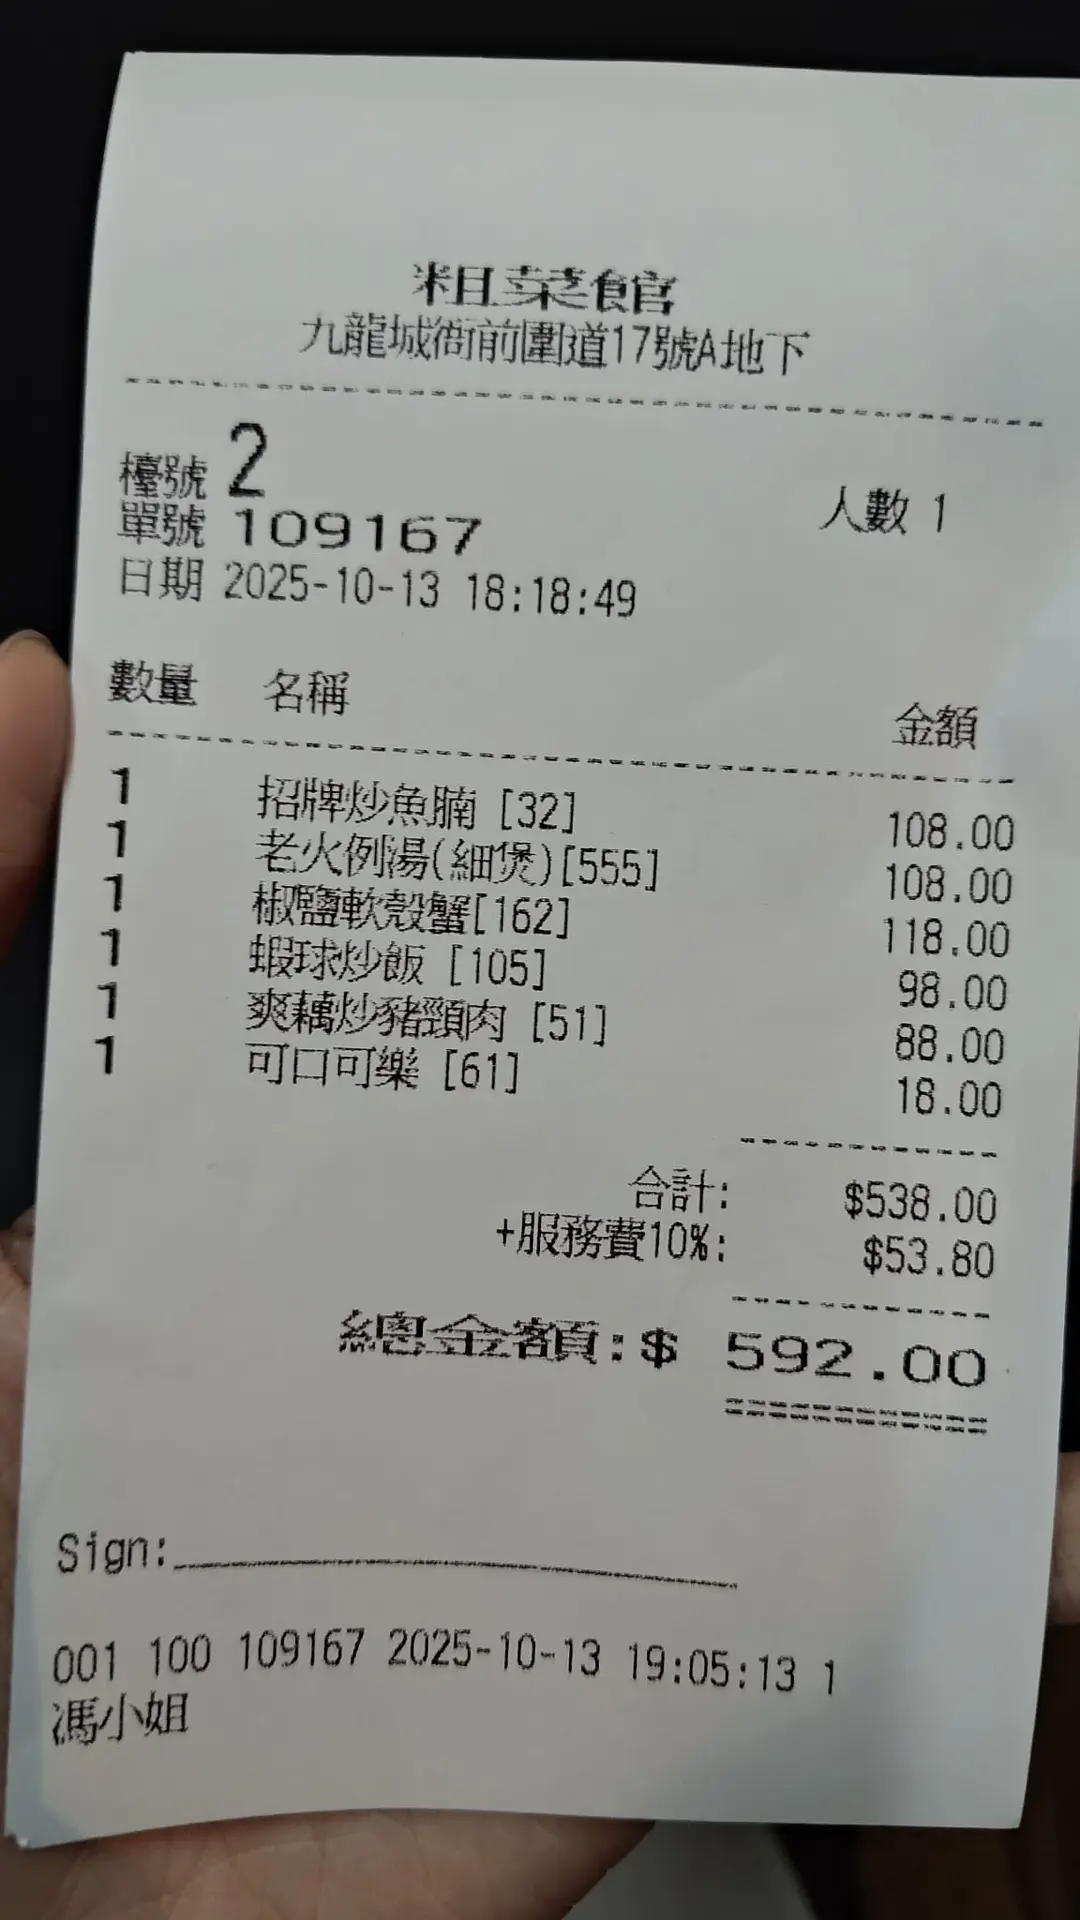 粗菜館
九龍城衙前圍道17號A地下
檯號 2
單號 109167 人數 1
日期 2025-10-13 18:18:49
數量 名稱 金額
1 招牌炒魚腩 [32] 108.00
1 老火例湯(細煲)[555] 108.00
1 椒鹽軟殼蟹[162] 118.00
1 蝦球炒飯 [105] 98.00
1 爽藕炒豬頸肉 [51] 88.00
1 可口可樂 [61] 18.00
合計: $538.00
+服務費10%: $53.80
總金額:$ 592.00
Sign:
001 100 109167 2025-10-13 19:05:13 1
馮小姐